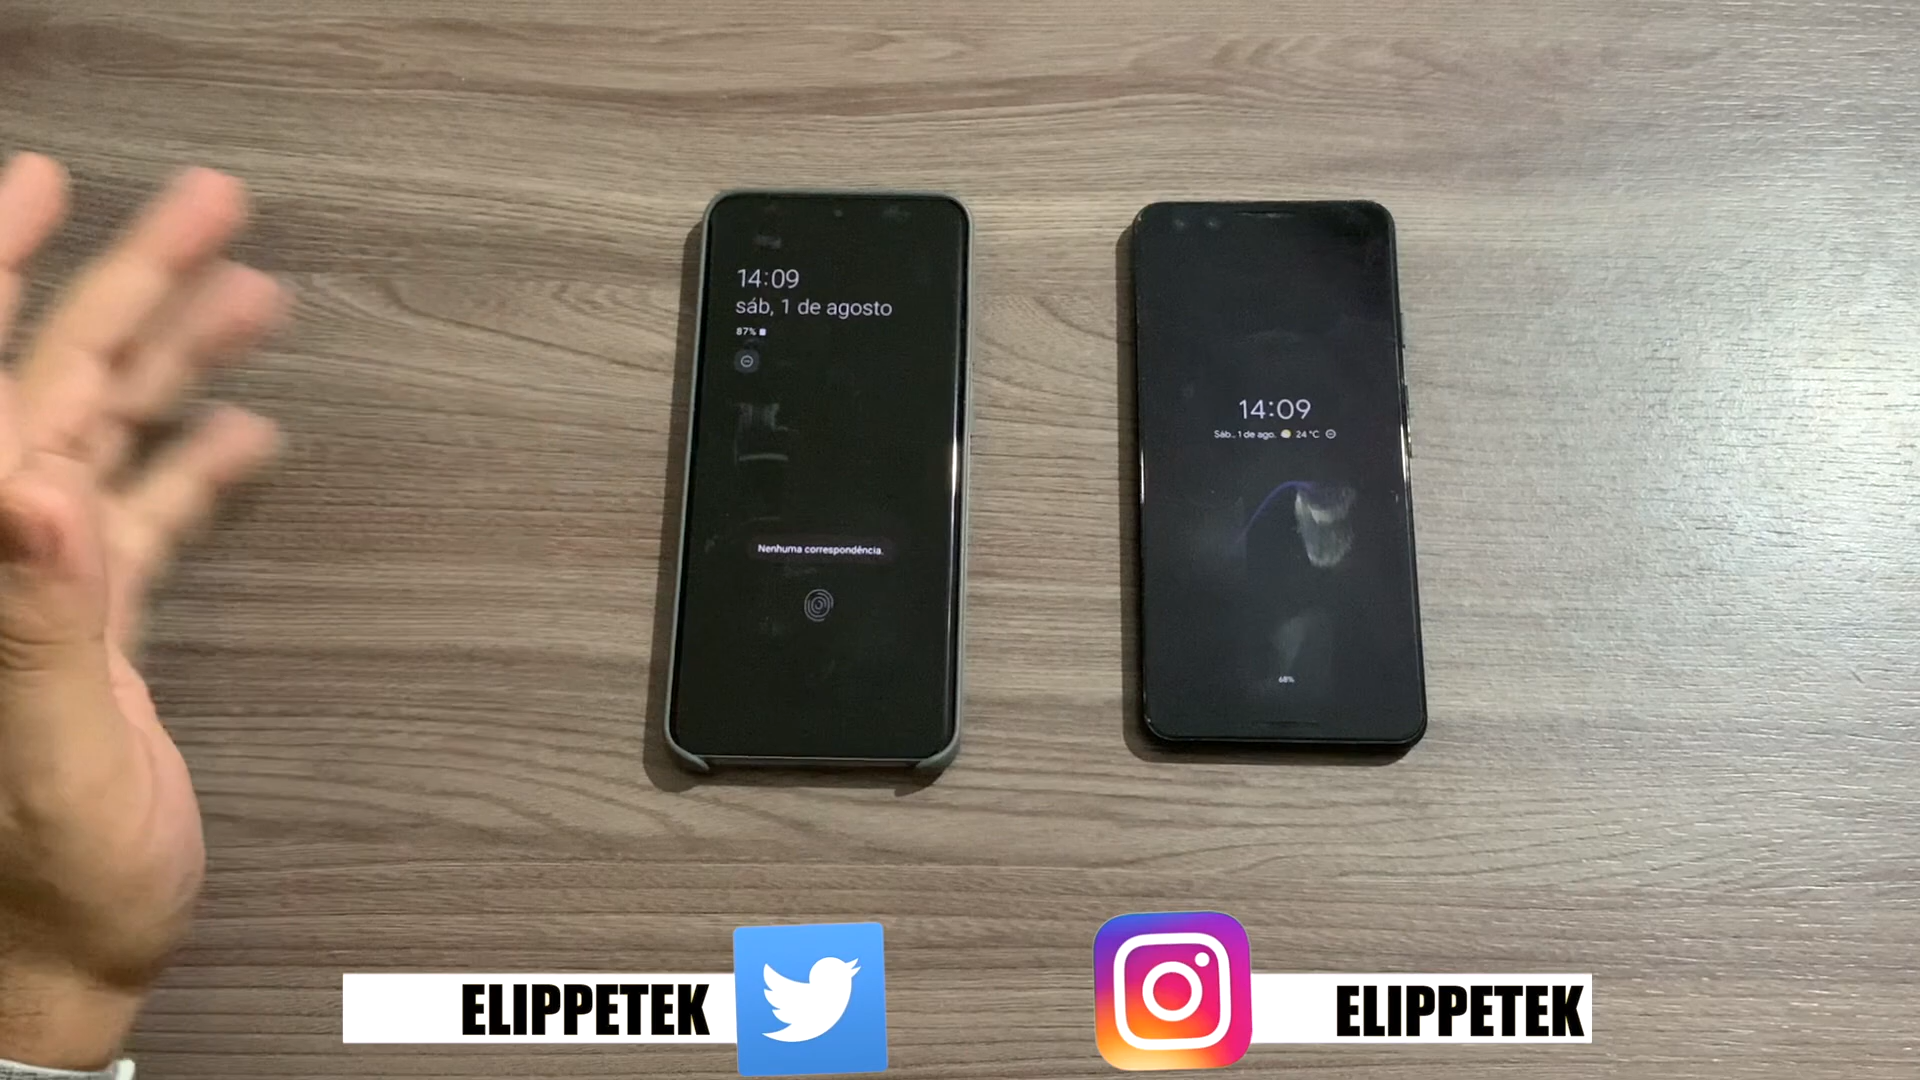 14:09
sáb, 1 de agosto
87%
Nenhuma correspondência.
14:09
Sáb., 1 de ago. 24 °C
68%
ELIPPETEK
ELIPPETEK